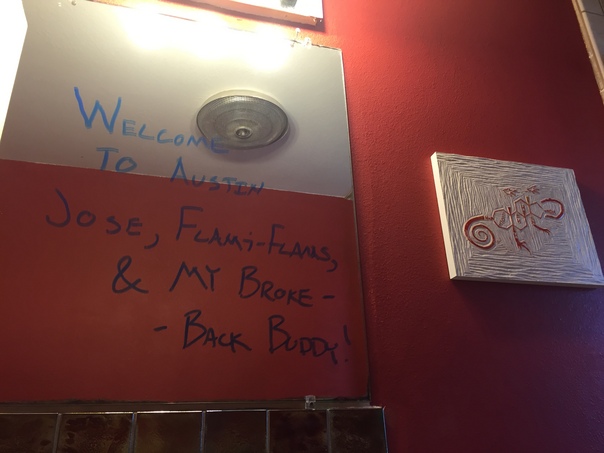 WELCOME
TO AUSTIN
JOSE, FLAMi-FLAMS,
& MY BROKE-
- BACK BUDDY!